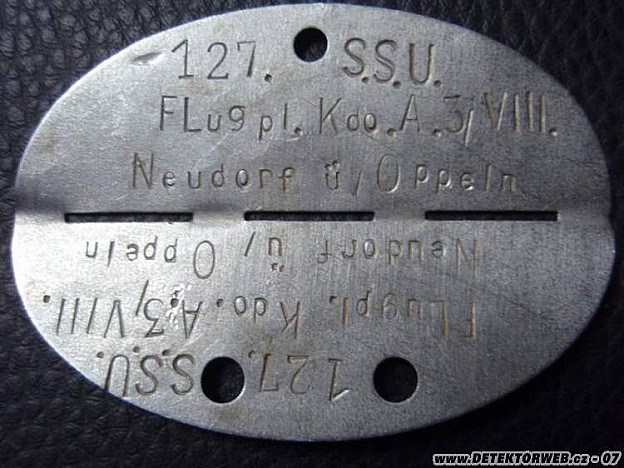 127. S.S.U.
FLugpl. Kdo. A.3/VIII.
Neudorf ü/Oppeln
Neudorf ü/Oppeln
FLugpl. Kdo. A.3/VIII.
127. S.S.U.
www.DETEKTORWEB.cz - 07